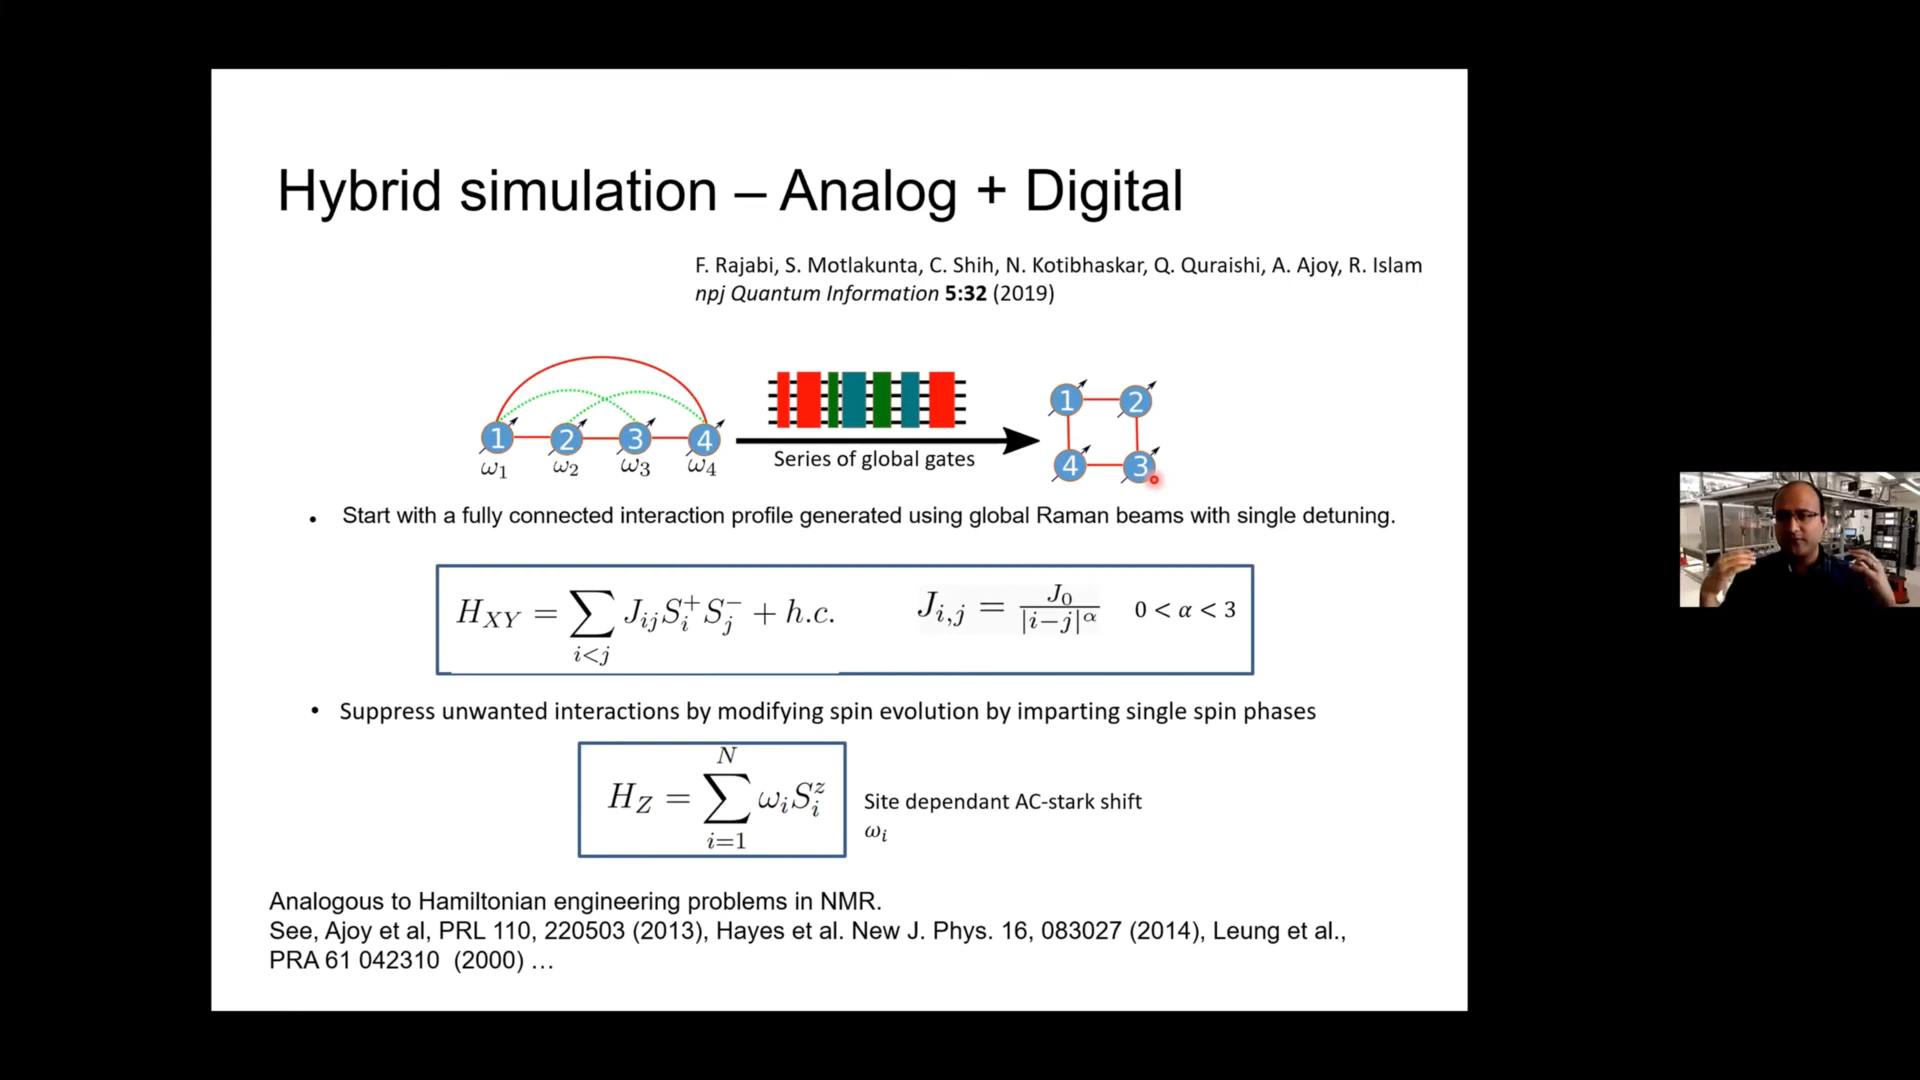 Hybrid simulation – Analog + Digital
F. Rajabi, S. Motlakunta, C. Shih, N. Kotibhaskar, Q. Quraishi, A. Ajoy, R. Islam
npj Quantum Information 5:32 (2019)
1 2 3 4
ω₁ ω₂ ω₃ ω₄
Series of global gates
1 2
4 3
• Start with a fully connected interaction profile generated using global Raman beams with single detuning.
H_{XY} = ∑_{i<j} J_{ij} S_i^+ S_j^- + h.c. J_{i,j} = J_0 / |i−j|^α 0 < α < 3
• Suppress unwanted interactions by modifying spin evolution by imparting single spin phases
H_Z = ∑_{i=1}^{N} ω_i S_i^z
Site dependant AC-stark shift
ω_i
Analogous to Hamiltonian engineering problems in NMR.
See, Ajoy et al, PRL 110, 220503 (2013), Hayes et al. New J. Phys. 16, 083027 (2014), Leung et al.,
PRA 61 042310 (2000) …